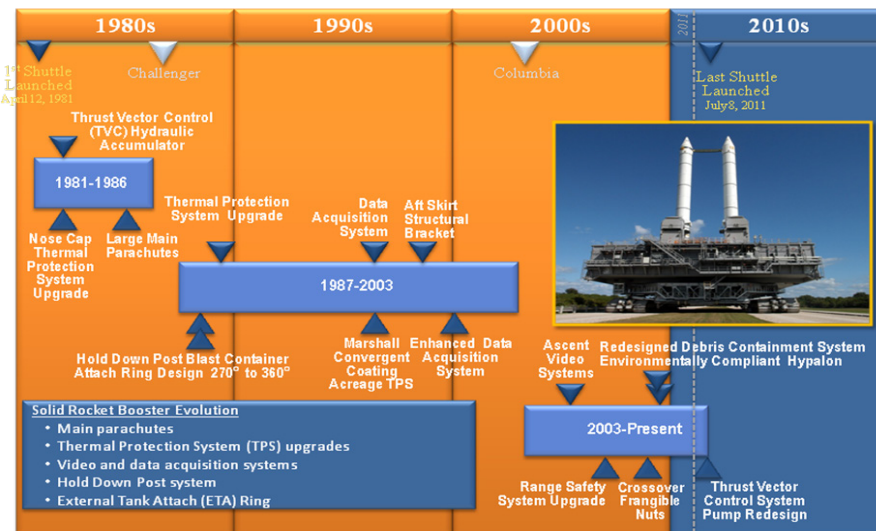 1980s
1990s
2000s
2011
2010s
1st Shuttle
Launched
April 12, 1981
Challenger
Columbia
Last Shuttle
Launched
July 8, 2011
Thrust Vector Control
(TVC) Hydraulic
Accumulator
1981-1986
Nose Cap
Thermal
Protection
System
Upgrade
Large Main
Parachutes
Thermal Protection
System Upgrade
Data
Acquisition
System
Aft Skirt
Structural
Bracket
1987-2003
Hold Down Post Blast Container
Attach Ring Design 270° to 360°
Marshall
Convergent
Coating
Acreage TPS
Enhanced Data
Acquisition
System
Ascent
Video
Systems
Redesigned Debris Containment System
Environmentally Compliant Hypalon
2003-Present
Range Safety
System Upgrade
Crossover
Frangible
Nuts
Thrust Vector
Control System
Pump Redesign
Solid Rocket Booster Evolution
• Main parachutes
• Thermal Protection System (TPS) upgrades
• Video and data acquisition systems
• Hold Down Post system
• External Tank Attach (ETA) Ring